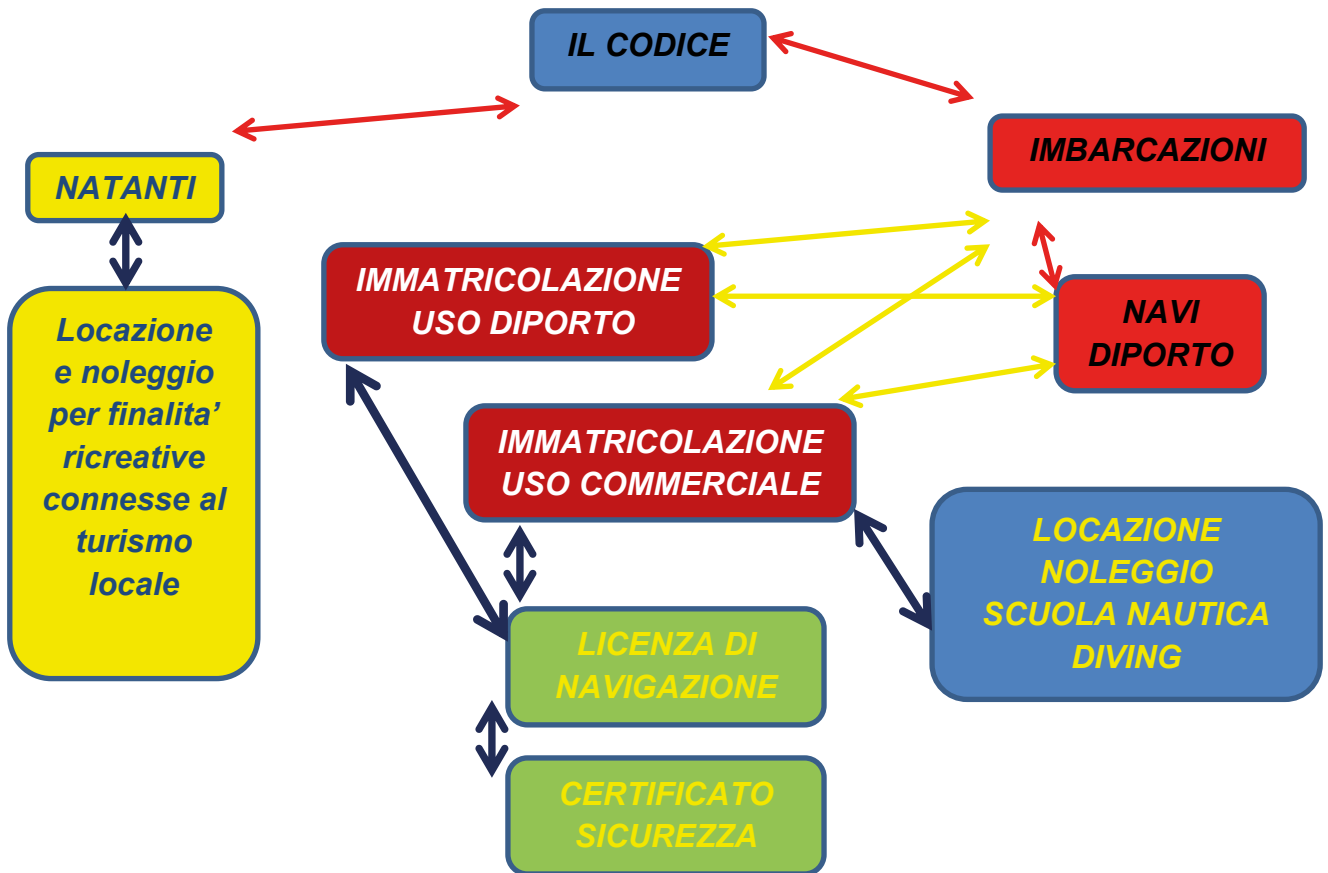 IL CODICE
IMBARCAZIONI
NATANTI
IMMATRICOLAZIONE
USO DIPORTO
NAVI
DIPORTO
Locazione
e noleggio
per finalita’
ricreative
connesse al
turismo
locale
IMMATRICOLAZIONE
USO COMMERCIALE
LOCAZIONE
NOLEGGIO
SCUOLA NAUTICA
DIVING
LICENZA DI
NAVIGAZIONE
CERTIFICATO
SICUREZZA